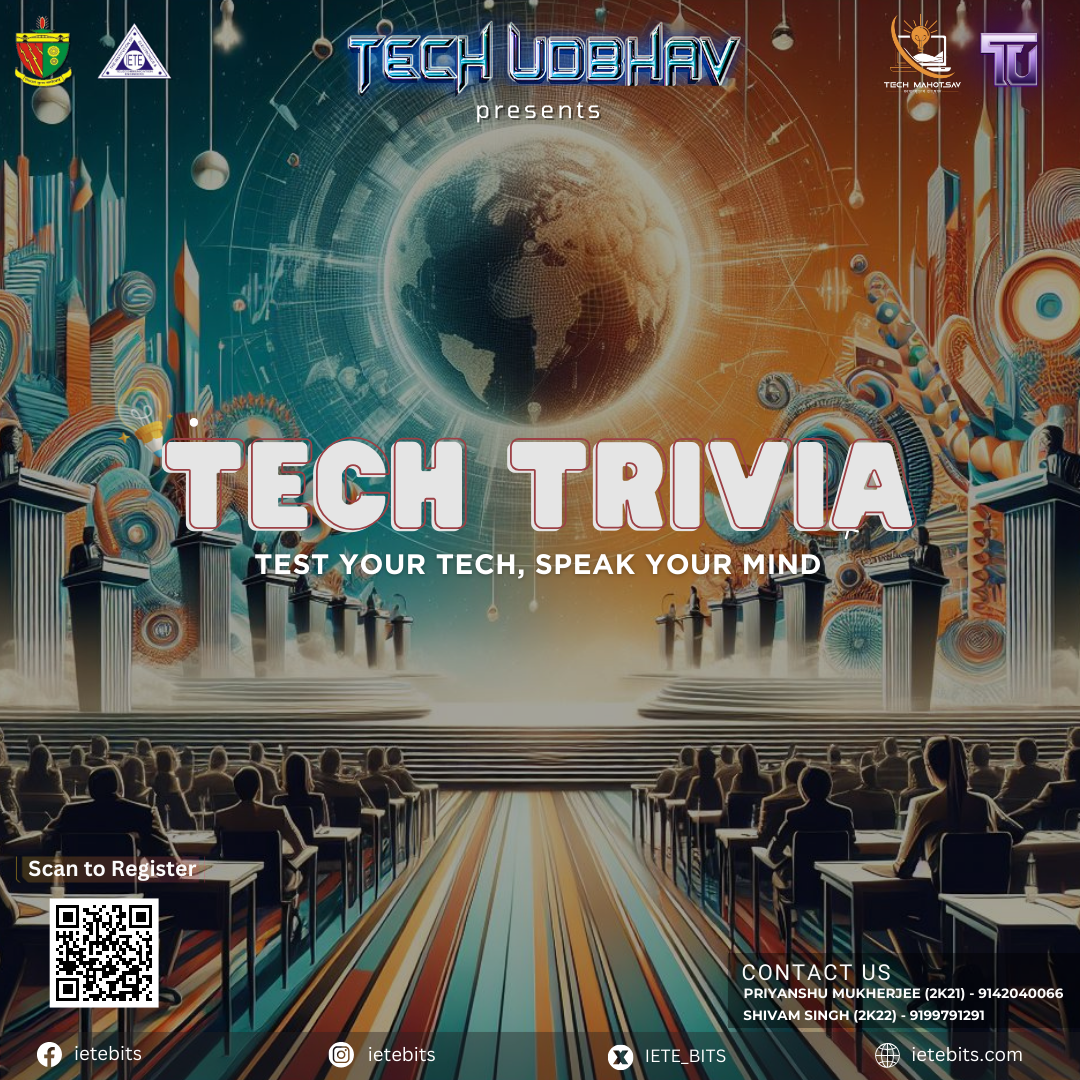 TECH UDBHAV
presents
IETE
TECH MAHOTSAV
TU
TECH TRIVIA
TEST YOUR TECH, SPEAK YOUR MIND
Scan to Register
CONTACT US
PRIYANSHU MUKHERJEE (2K21) - 9142040066
SHIVAM SINGH (2K22) - 9199791291
ietebits
ietebits
IETE_BITS
ietebits.com